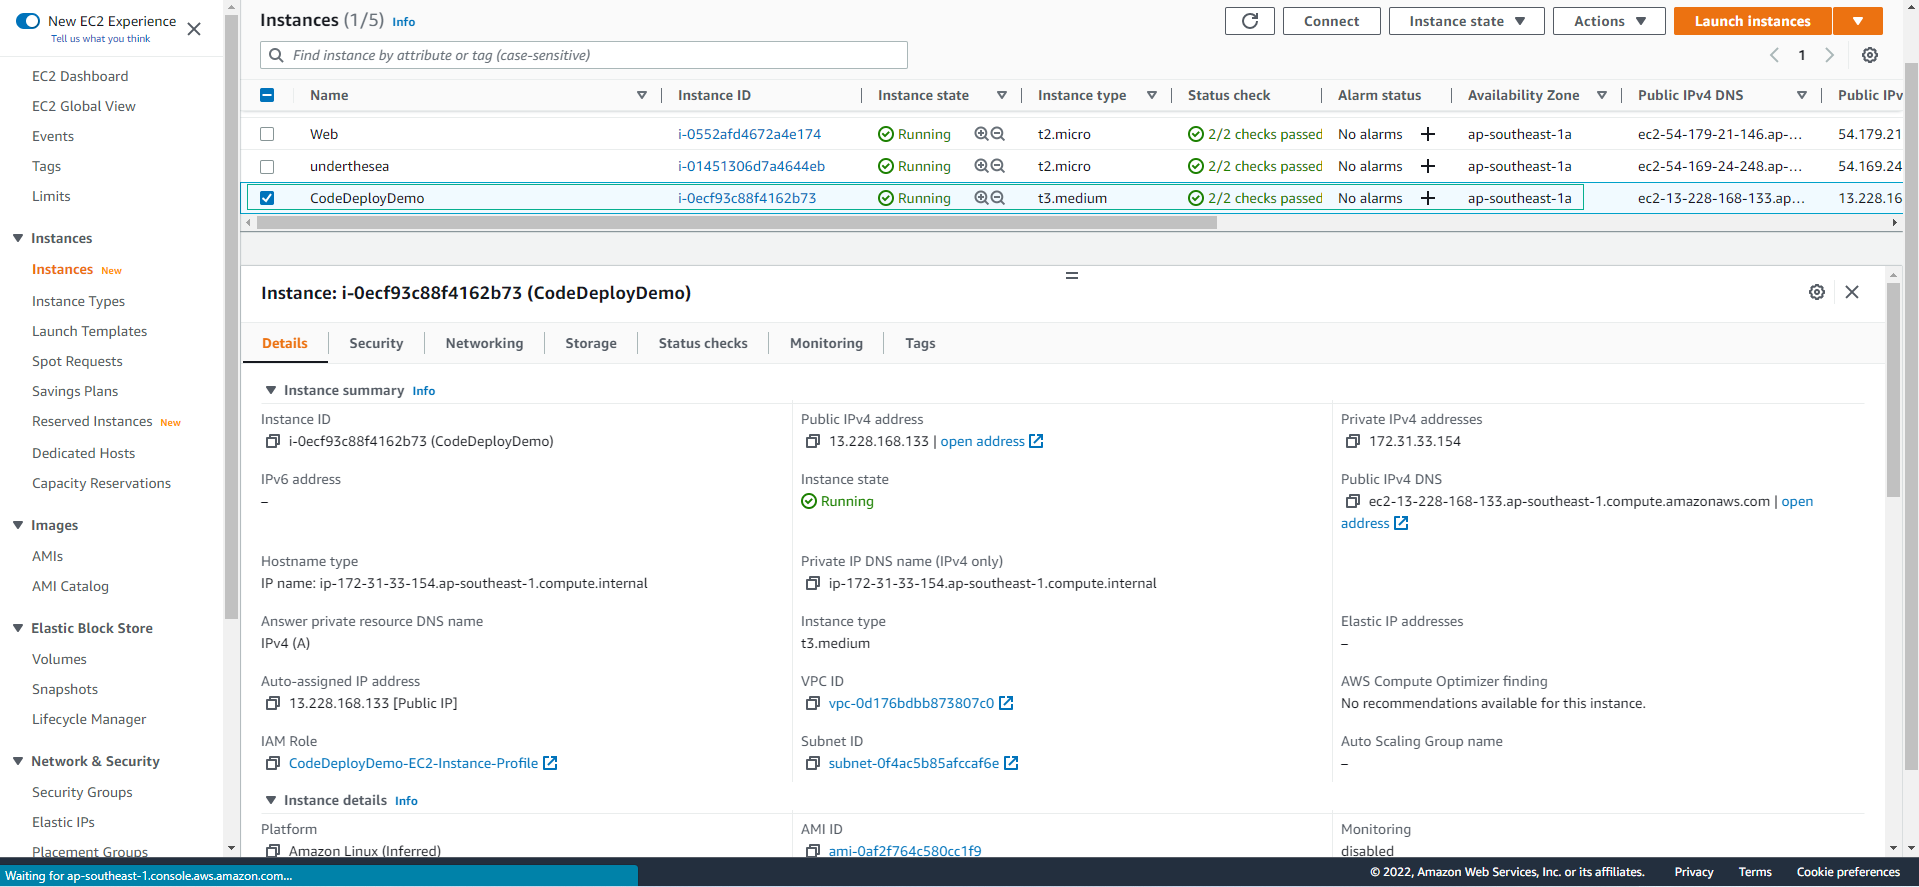 New EC2 Experience
Tell us what you think
EC2 Dashboard
EC2 Global View
Events
Tags
Limits
Instances
Instances New
Instance Types
Launch Templates
Spot Requests
Savings Plans
Reserved Instances New
Dedicated Hosts
Capacity Reservations
Images
AMIs
AMI Catalog
Elastic Block Store
Volumes
Snapshots
Lifecycle Manager
Network & Security
Security Groups
Elastic IPs
Placement Groups
Instances (1/5) Info
Connect Instance state Actions Launch instances
Find instance by attribute or tag (case-sensitive)
1
Name Instance ID Instance state Instance type Status check Alarm status Availability Zone Public IPv4 DNS Public IPv
Web i-0552afd4672a4e174 Running t2.micro 2/2 checks passed No alarms ap-southeast-1a ec2-54-179-21-146.ap-... 54.179.21
underthesea i-01451306d7a4644eb Running t2.micro 2/2 checks passed No alarms ap-southeast-1a ec2-54-169-24-248.ap-... 54.169.24
CodeDeployDemo i-0ecf93c88f4162b73 Running t3.medium 2/2 checks passed No alarms ap-southeast-1a ec2-13-228-168-133.ap... 13.228.16
Instance: i-0ecf93c88f4162b73 (CodeDeployDemo)
Details Security Networking Storage Status checks Monitoring Tags
Instance summary Info
Instance ID
i-0ecf93c88f4162b73 (CodeDeployDemo)
Public IPv4 address
13.228.168.133 | open address
Private IPv4 addresses
172.31.33.154
IPv6 address
–
Instance state
Running
Public IPv4 DNS
ec2-13-228-168-133.ap-southeast-1.compute.amazonaws.com | open
address
Hostname type
IP name: ip-172-31-33-154.ap-southeast-1.compute.internal
Private IP DNS name (IPv4 only)
ip-172-31-33-154.ap-southeast-1.compute.internal
Answer private resource DNS name
IPv4 (A)
Instance type
t3.medium
Elastic IP addresses
–
Auto-assigned IP address
13.228.168.133 [Public IP]
VPC ID
vpc-0d176bdbb873807c0
AWS Compute Optimizer finding
No recommendations available for this instance.
IAM Role
CodeDeployDemo-EC2-Instance-Profile
Subnet ID
subnet-0f4ac5b85afccaf6e
Auto Scaling Group name
–
Instance details Info
Platform
Amazon Linux (Inferred)
AMI ID
ami-0af2f764c580cc1f9
Monitoring
disabled
Waiting for ap-southeast-1.console.aws.amazon.com...
© 2022, Amazon Web Services, Inc. or its affiliates. Privacy Terms Cookie preferences